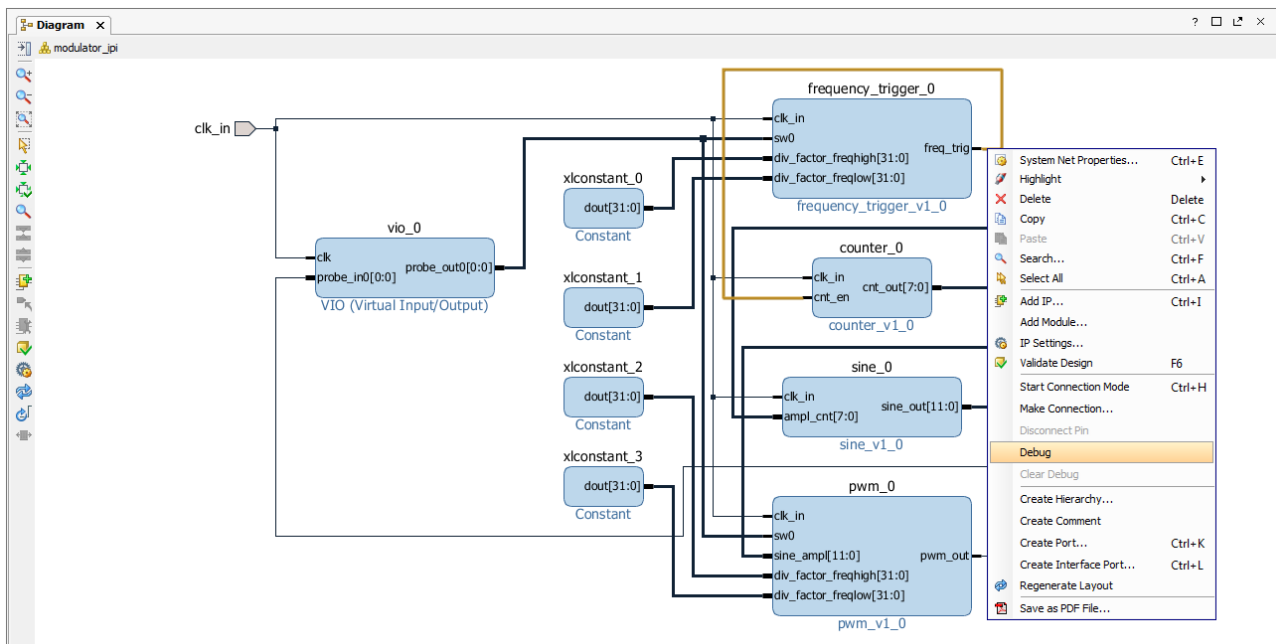 Diagram
?
modulator_ipi
clk_in
vio_0
clk
probe_in0[0:0]
probe_out0[0:0]
VIO (Virtual Input/Output)
xlconstant_0
dout[31:0]
Constant
xlconstant_1
dout[31:0]
Constant
xlconstant_2
dout[31:0]
Constant
xlconstant_3
dout[31:0]
Constant
frequency_trigger_0
clk_in
sw0
div_factor_freqhigh[31:0]
div_factor_freqlow[31:0]
freq_trig
frequency_trigger_v1_0
counter_0
clk_in
cnt_en
cnt_out[7:0]
counter_v1_0
sine_0
clk_in
ampl_cnt[7:0]
sine_out[11:0]
sine_v1_0
pwm_0
clk_in
sw0
sine_ampl[11:0]
div_factor_freqhigh[31:0]
div_factor_freqlow[31:0]
pwm_out
pwm_v1_0
System Net Properties... Ctrl+E
Highlight
Delete Delete
Copy Ctrl+C
Paste Ctrl+V
Search... Ctrl+F
Select All Ctrl+A
Add IP... Ctrl+I
Add Module...
IP Settings...
Validate Design F6
Start Connection Mode Ctrl+H
Make Connection...
Disconnect Pin
Debug
Clear Debug
Create Hierarchy...
Create Comment
Create Port... Ctrl+K
Create Interface Port... Ctrl+L
Regenerate Layout
Save as PDF File...